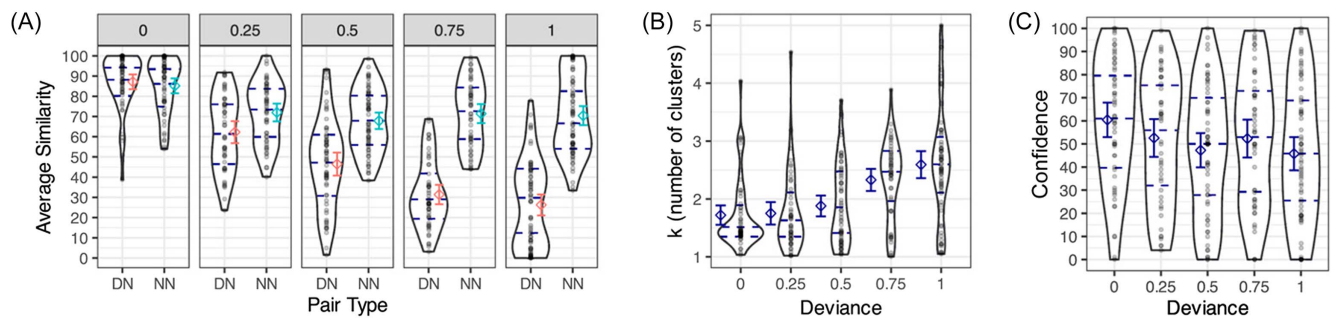 (A)
0 0.25 0.5 0.75 1
Average Similarity
100
90
80
70
60
50
40
30
20
10
0
DN NN DN NN DN NN DN NN DN NN
Pair Type
(B)
k (number of clusters)
5
4
3
2
1
0 0.25 0.5 0.75 1
Deviance
(C)
Confidence
100
90
80
70
60
50
40
30
20
10
0
0 0.25 0.5 0.75 1
Deviance